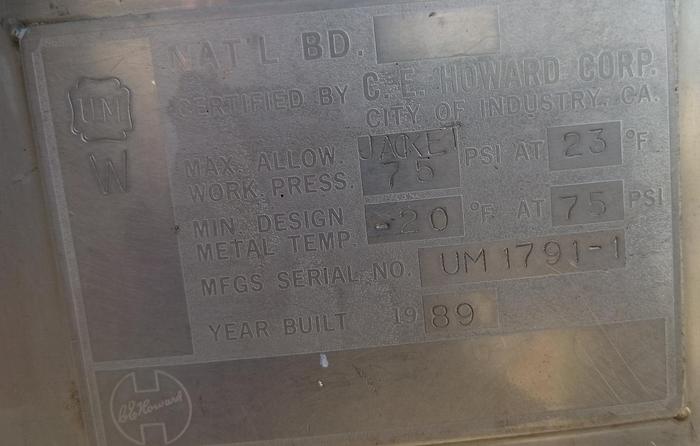 NAT'L BD.
UM
CERTIFIED BY C. E. HOWARD CORP.
CITY OF INDUSTRY, CA.
W
MAX. ALLOW. WORK. PRESS. JACKET 75 PSI AT 23 °F
MIN. DESIGN METAL TEMP. -20 °F. AT 75 PSI
MFGS SERIAL NO. UM 1791-1
YEAR BUILT 1989
C.E. Howard